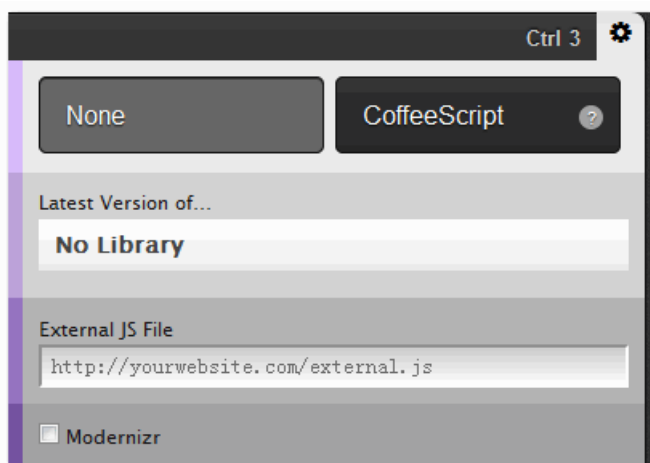 Ctrl 3
None
CoffeeScript ?
Latest Version of...
No Library
External JS File
http://yourwebsite.com/external.js
Modernizr